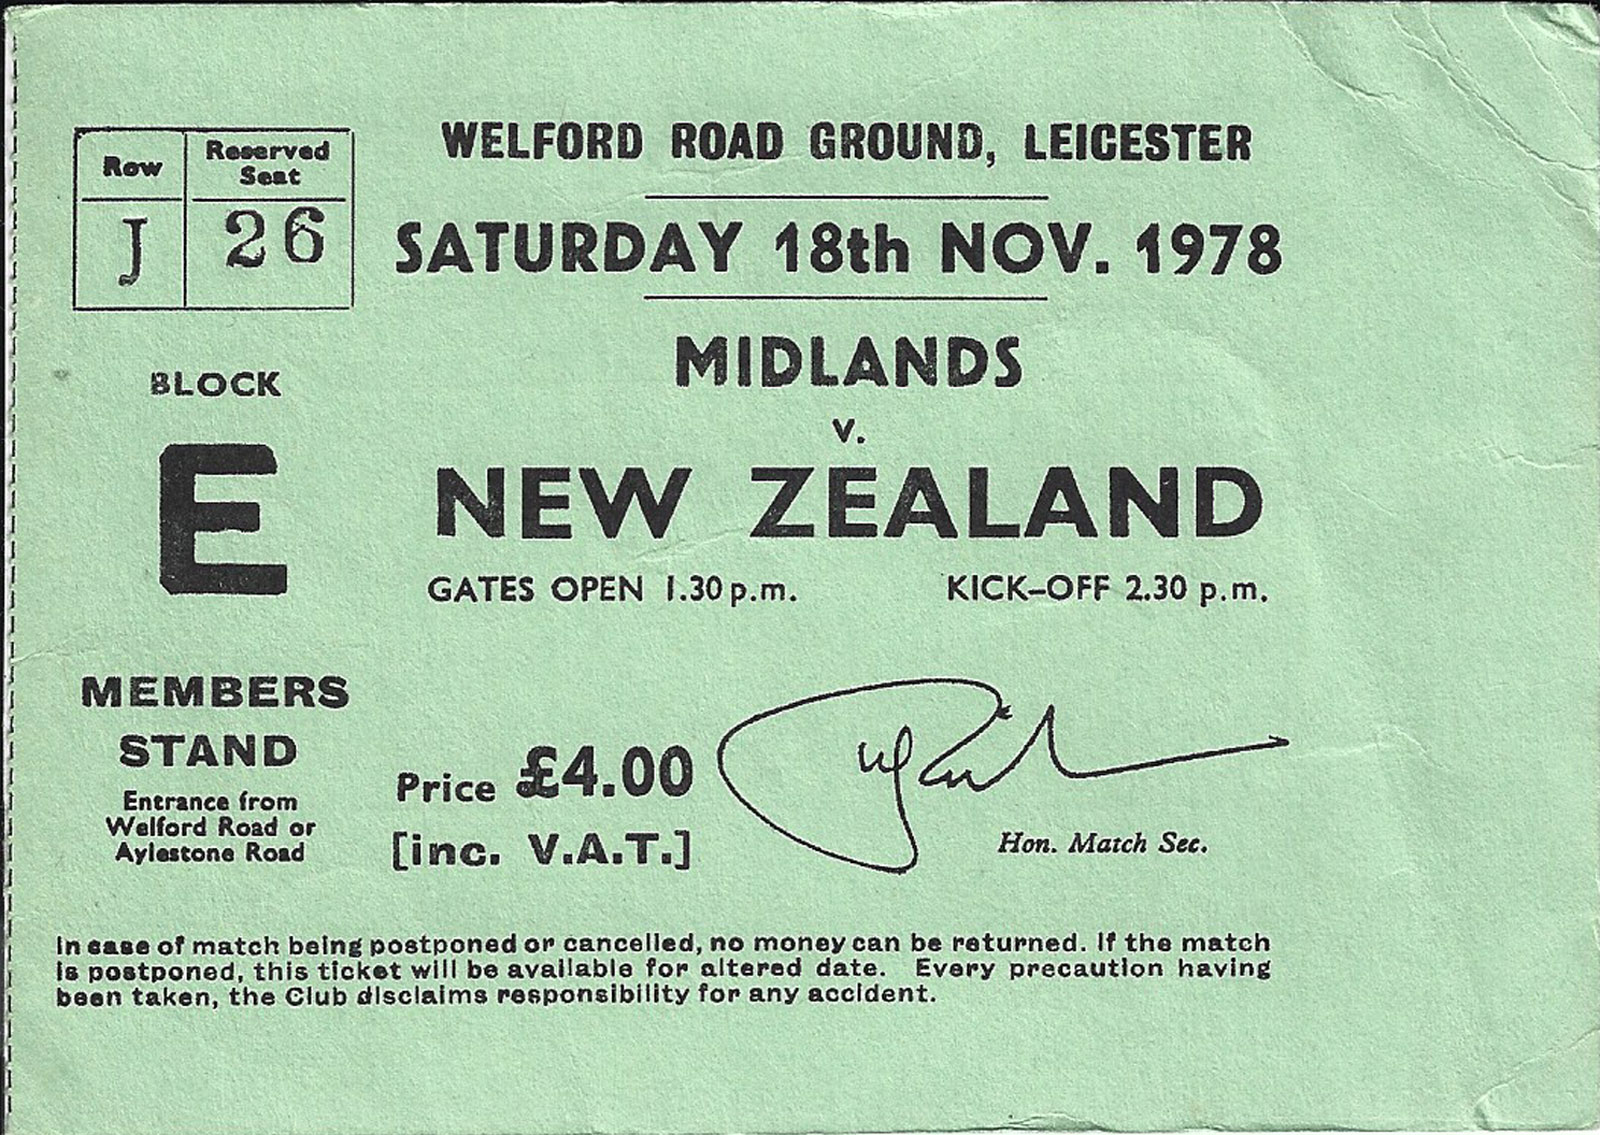 WELFORD ROAD GROUND, LEICESTER
Row
Reserved
Seat
J
26
SATURDAY 18th NOV. 1978
MIDLANDS
v.
NEW ZEALAND
GATES OPEN 1.30 p.m. KICK-OFF 2.30 p.m.
BLOCK
E
MEMBERS
STAND
Entrance from
Welford Road or
Aylestone Road
Price £4.00
[inc. V.A.T.]
Hon. Match Sec.
In case of match being postponed or cancelled, no money can be returned. If the match
is postponed, this ticket will be available for altered date. Every precaution having
been taken, the Club disclaims responsibility for any accident.